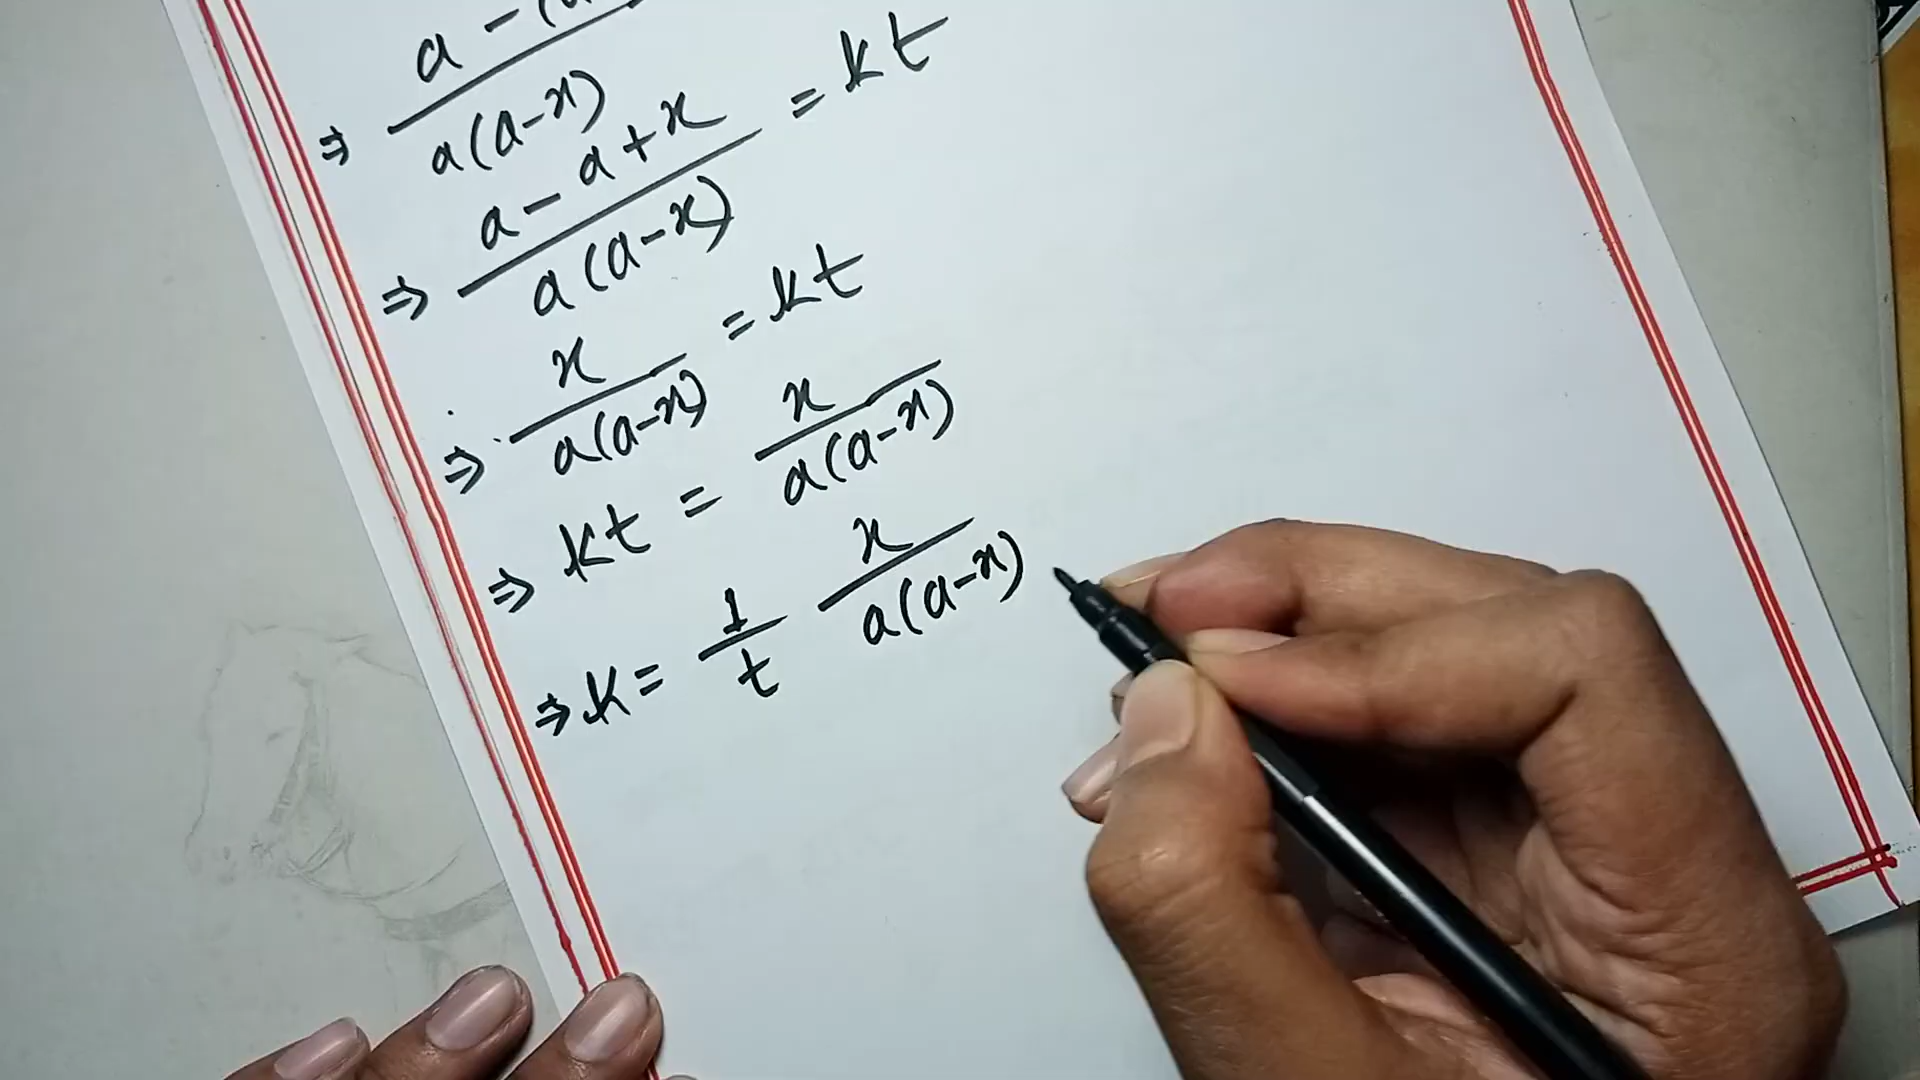 ⇒ a - (a / a(a-x)
⇒ a - a + x / a(a-x) = kt
⇒ x / a(a-x) = kt
⇒ kt = x / a(a-x)
⇒ k = 1/t x / a(a-x)